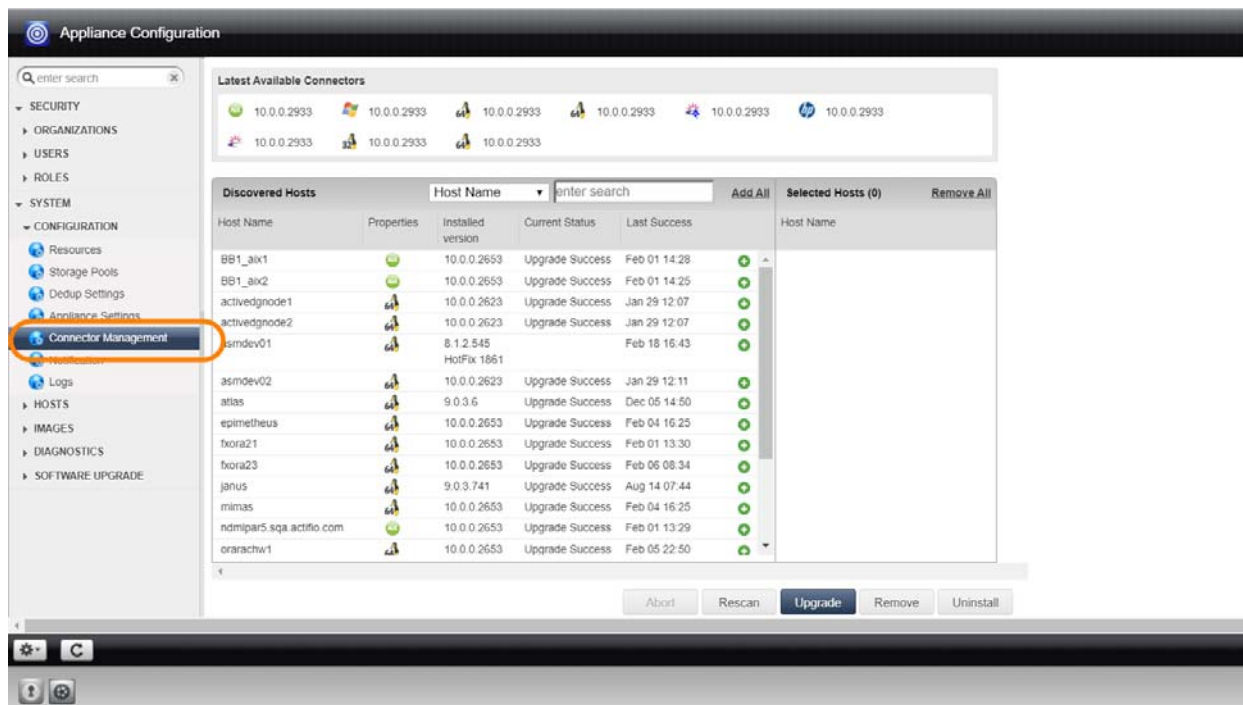 Appliance Configuration
enter search
SECURITY
ORGANIZATIONS
USERS
ROLES
SYSTEM
CONFIGURATION
Resources
Storage Pools
Dedup Settings
Appliance Settings
Connector Management
Notification
Logs
HOSTS
IMAGES
DIAGNOSTICS
SOFTWARE UPGRADE
Latest Available Connectors
10.0.0.2933 10.0.0.2933 10.0.0.2933 10.0.0.2933 10.0.0.2933 10.0.0.2933
10.0.0.2933 10.0.0.2933 10.0.0.2933
Discovered Hosts Host Name enter search Add All Selected Hosts (0) Remove All
Host Name Properties Installed version Current Status Last Success Host Name
BB1_aix1 10.0.0.2653 Upgrade Success Feb 01 14:28
BB1_aix2 10.0.0.2653 Upgrade Success Feb 01 14:25
activedgnode1 64 10.0.0.2623 Upgrade Success Jan 29 12:07
activedgnode2 64 10.0.0.2623 Upgrade Success Jan 29 12:07
asmdev01 64 8.1.2.545 HotFix 1861 Feb 18 16:43
asmdev02 64 10.0.0.2623 Upgrade Success Jan 29 12:11
atlas 64 9.0.3.6 Upgrade Success Dec 05 14:50
epimetheus 64 10.0.0.2653 Upgrade Success Feb 04 16:25
fxora21 64 10.0.0.2653 Upgrade Success Feb 01 13:30
fxora23 64 10.0.0.2653 Upgrade Success Feb 06 08:34
janus 64 9.0.3.741 Upgrade Success Aug 14 07:44
mimas 64 10.0.0.2653 Upgrade Success Feb 04 16:25
ndmlpar5.sqa.actifio.com 10.0.0.2653 Upgrade Success Feb 01 13:29
orarachw1 10.0.0.2653 Upgrade Success Feb 05 22:50
Abort Rescan Upgrade Remove Uninstall